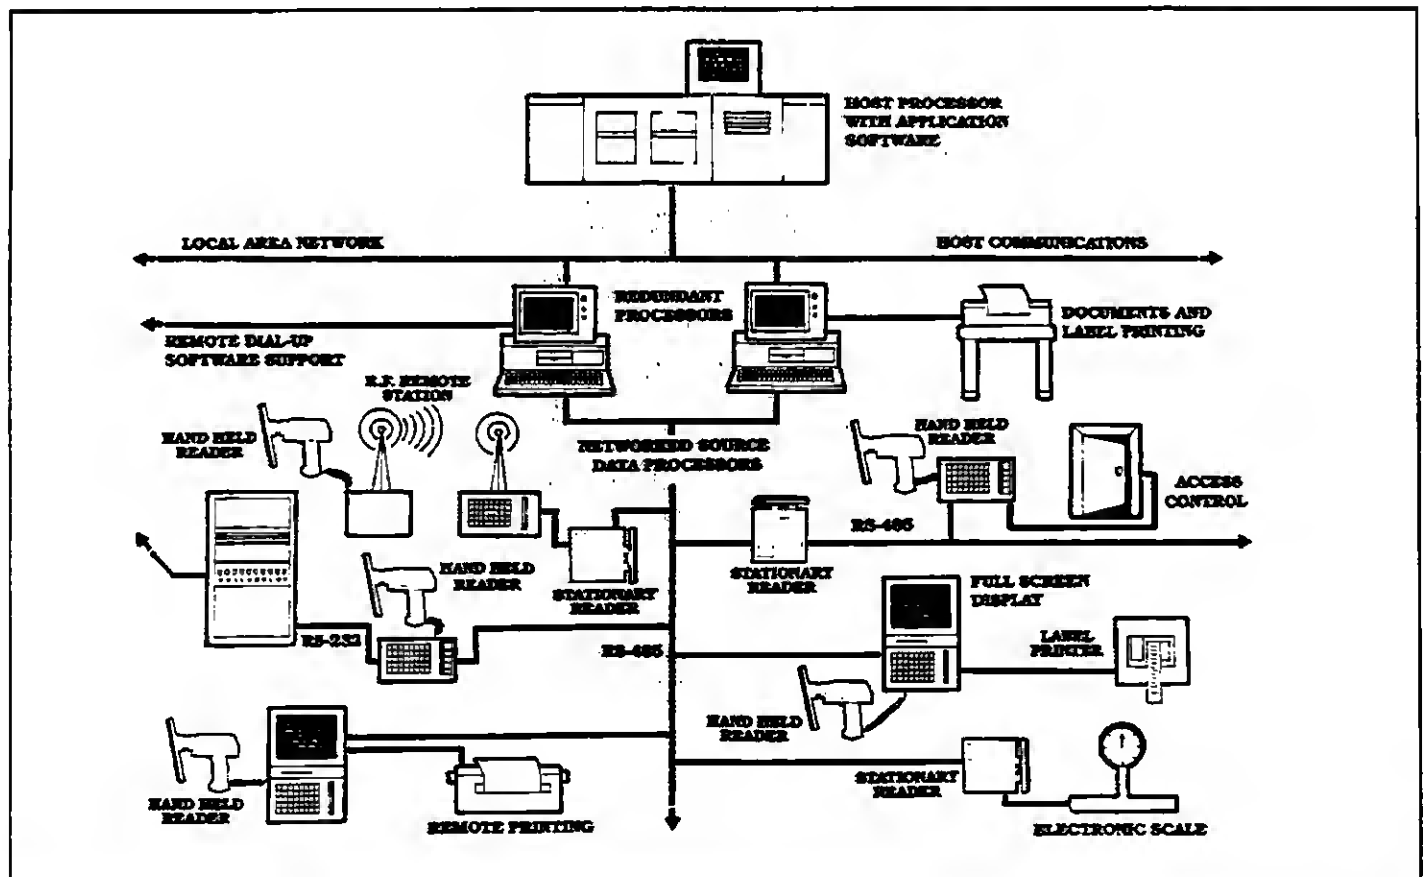 HOST PROCESSOR
WITH APPLICATION
SOFTWARE
LOCAL AREA NETWORK
HOST COMMUNICATIONS
REDUNDANT
PROCESSORS
DOCUMENTS AND
LABEL PRINTING
REMOTE DIAL-UP
SOFTWARE SUPPORT
R.F. REMOTE
STATION
HAND HELD
READER
NETWORKED SOURCE
DATA PROCESSORS
HAND HELD
READER
ACCESS
CONTROL
RS-485
HAND HELD
READER
STATIONARY
READER
STATIONARY
READER
FULL SCREEN
DISPLAY
RS-232
RS-485
LABEL
PRINTER
HAND HELD
READER
STATIONARY
READER
HAND HELD
READER
REMOTE PRINTING
ELECTRONIC SCALE